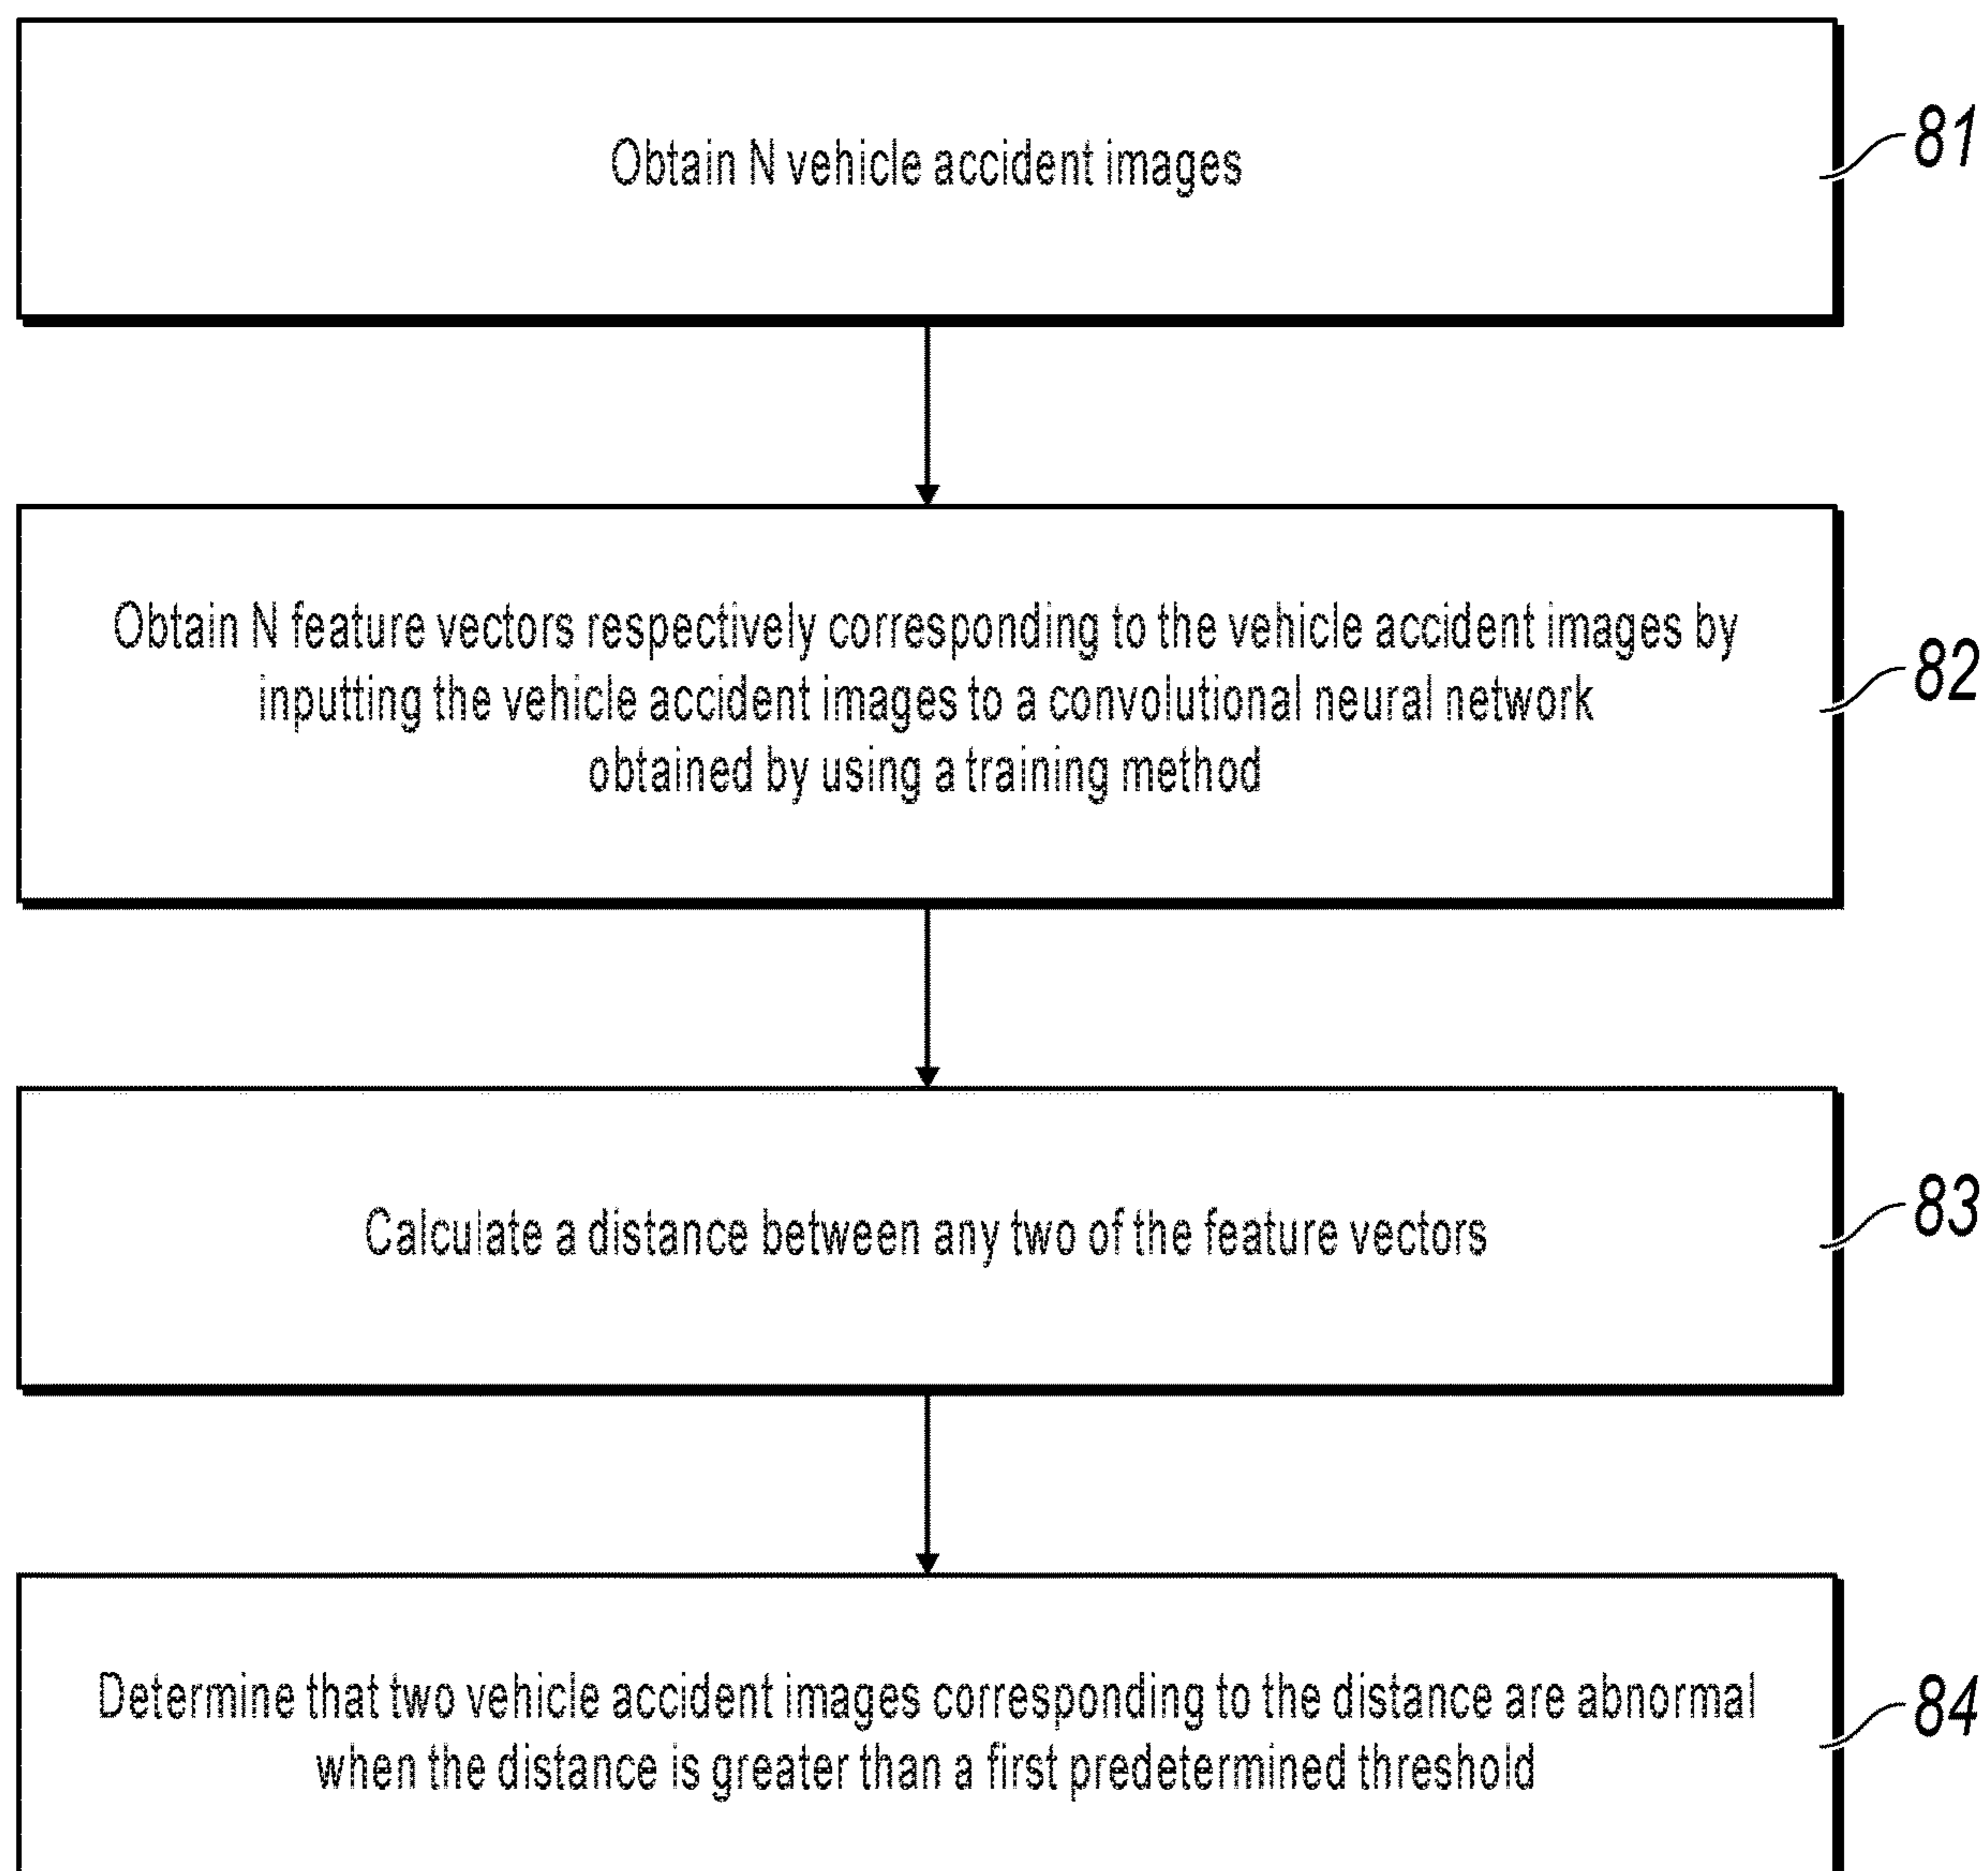 Obtain N vehicle accident images
81
Obtain N feature vectors respectively corresponding to the vehicle accident images by
inputting the vehicle accident images to a convolutional neural network
obtained by using a training method
82
Calculate a distance between any two of the feature vectors
83
Determine that two vehicle accident images corresponding to the distance are abnormal
when the distance is greater than a first predetermined threshold
84